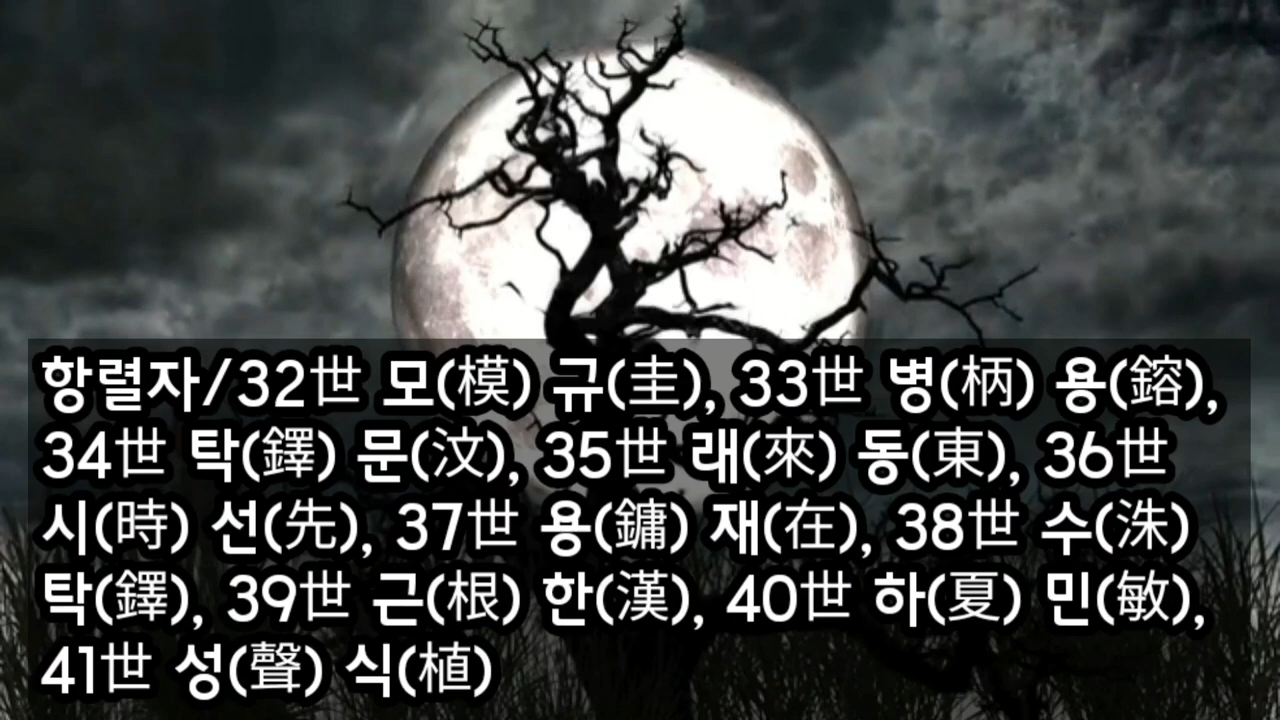 항렬자/32世 모(模) 규(圭), 33世 병(柄) 용(鎔),
34世 탁(鐸) 문(汶), 35世 래(來) 동(東), 36世
시(時) 선(先), 37世 용(鏞) 재(在), 38世 수(洙)
탁(鐸), 39世 근(根) 한(漢), 40世 하(夏) 민(敏),
41世 성(聲) 식(植)